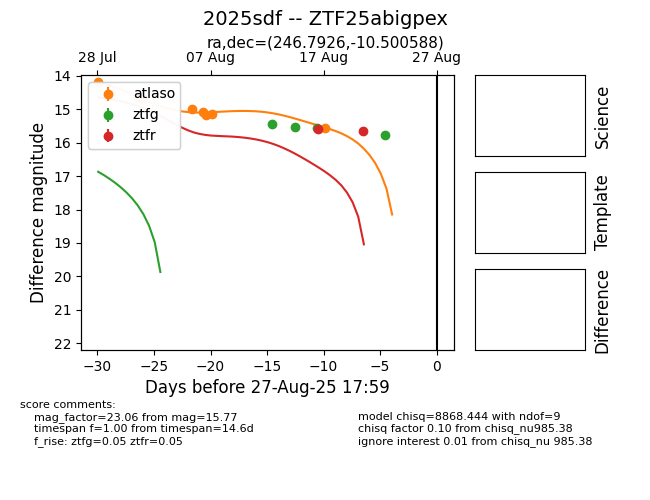 2025sdf -- ZTF25abigpex
ra,dec=(246.7926,-10.500588)
28 Jul
07 Aug
17 Aug
27 Aug
14
15
16
17
18
19
20
21
22
Difference magnitude
atlaso
ztfg
ztfr
−30
−25
−20
−15
−10
−5
0
Days before 27-Aug-25 17:59
Science
Template
Difference
score comments:
mag_factor=23.06 from mag=15.77
timespan f=1.00 from timespan=14.6d
f_rise: ztfg=0.05 ztfr=0.05
model chisq=8868.444 with ndof=9
chisq factor 0.10 from chisq_nu985.38
ignore interest 0.01 from chisq_nu 985.38